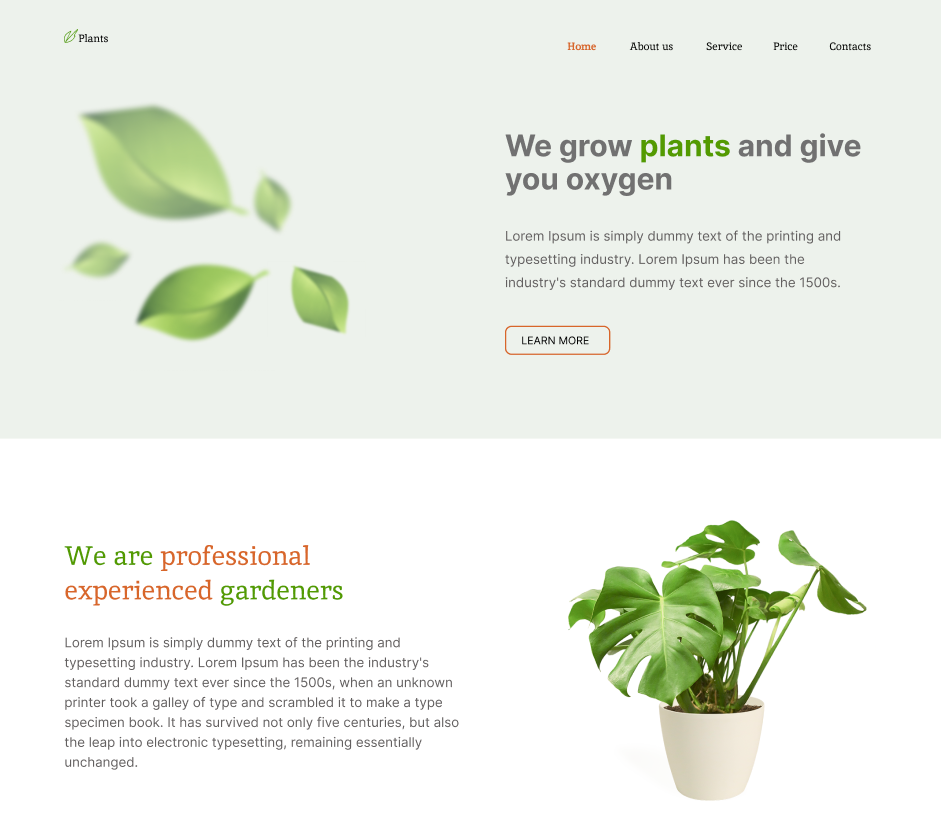 Plants
Home About us Service Price Contacts
We grow plants and give
you oxygen
Lorem Ipsum is simply dummy text of the printing and
typesetting industry. Lorem Ipsum has been the
industry's standard dummy text ever since the 1500s.
LEARN MORE
We are professional
experienced gardeners
Lorem Ipsum is simply dummy text of the printing and
typesetting industry. Lorem Ipsum has been the industry's
standard dummy text ever since the 1500s, when an unknown
printer took a galley of type and scrambled it to make a type
specimen book. It has survived not only five centuries, but also
the leap into electronic typesetting, remaining essentially
unchanged.